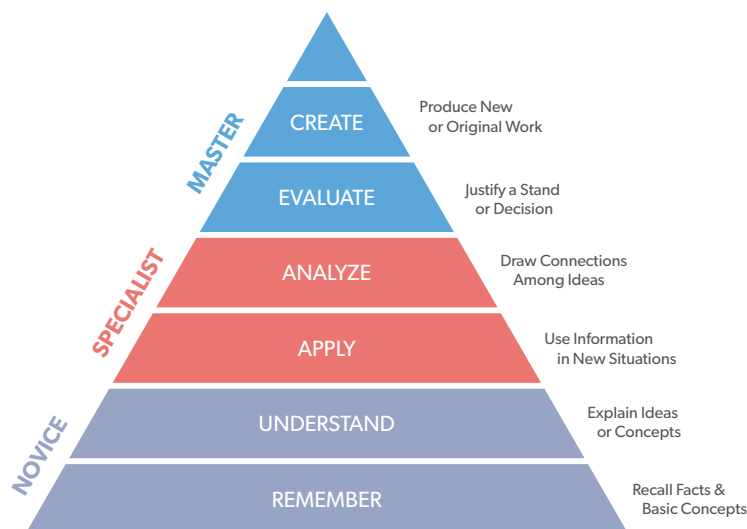 MASTER
CREATE
Produce New
or Original Work
EVALUATE
Justify a Stand
or Decision
SPECIALIST
ANALYZE
Draw Connections
Among Ideas
APPLY
Use Information
in New Situations
NOVICE
UNDERSTAND
Explain Ideas
or Concepts
REMEMBER
Recall Facts &
Basic Concepts